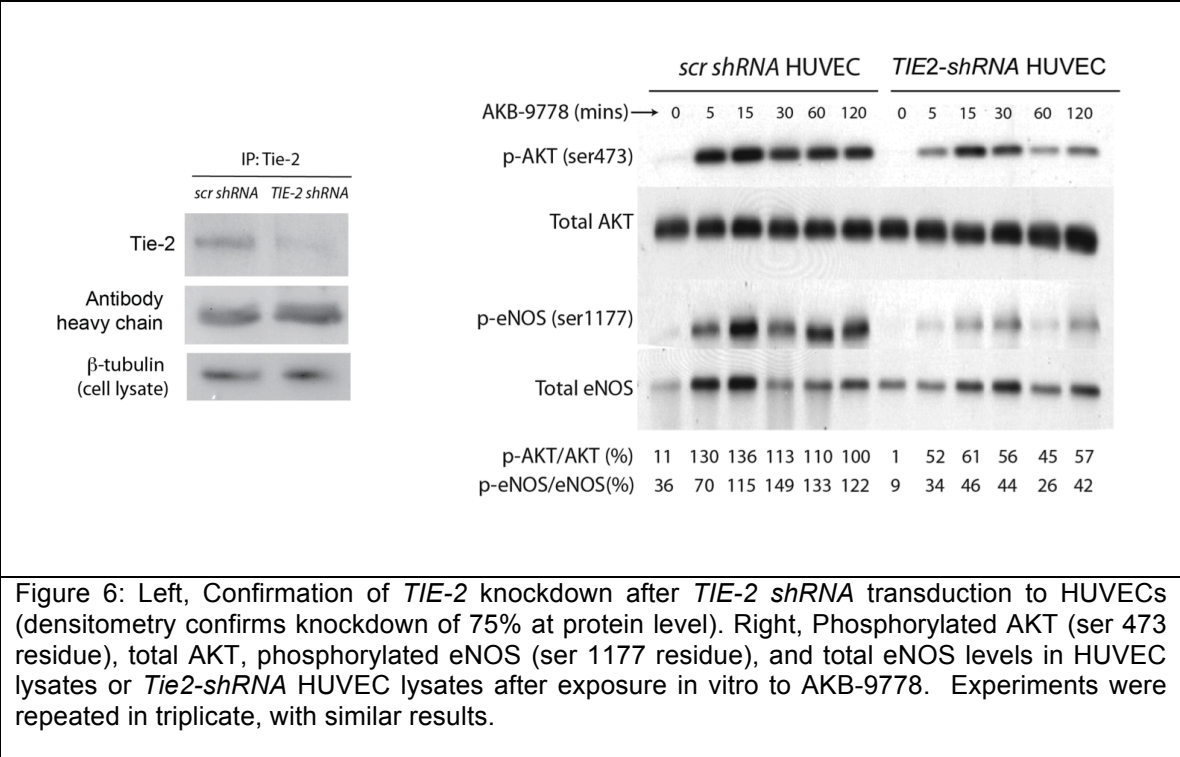 IP: Tie-2
scr shRNA TIE-2 shRNA
Tie-2
Antibody
heavy chain
β-tubulin
(cell lysate)
scr shRNA HUVEC TIE2-shRNA HUVEC
AKB-9778 (mins)→ 0 5 15 30 60 120 0 5 15 30 60 120
p-AKT (ser473)
Total AKT
p-eNOS (ser1177)
Total eNOS
p-AKT/AKT (%) 11 130 136 113 110 100 1 52 61 56 45 57
p-eNOS/eNOS(%) 36 70 115 149 133 122 9 34 46 44 26 42
Figure 6: Left, Confirmation of TIE-2 knockdown after TIE-2 shRNA transduction to HUVECs
(densitometry confirms knockdown of 75% at protein level). Right, Phosphorylated AKT (ser 473
residue), total AKT, phosphorylated eNOS (ser 1177 residue), and total eNOS levels in HUVEC
lysates or Tie2-shRNA HUVEC lysates after exposure in vitro to AKB-9778. Experiments were
repeated in triplicate, with similar results.